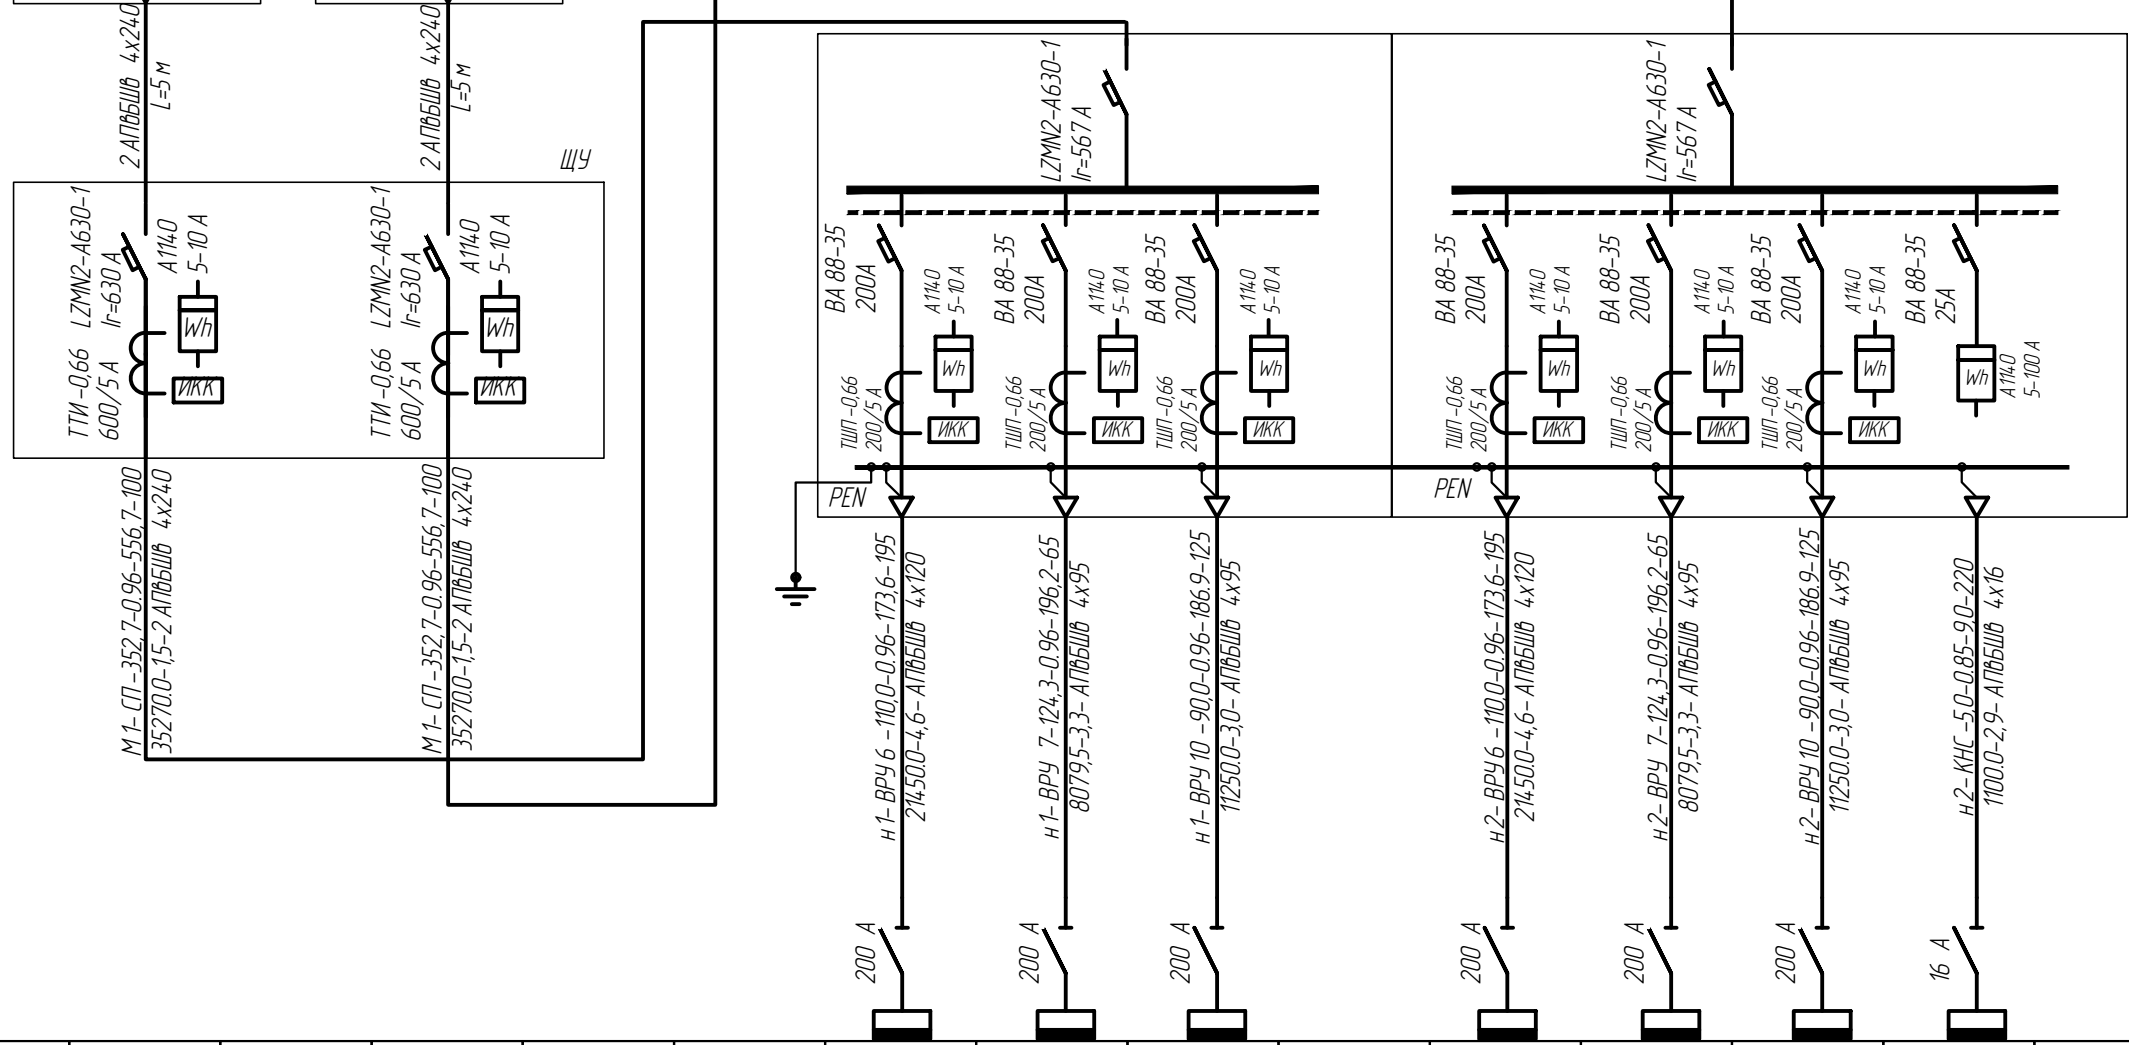 2 АПвБШв 4х240
L=5 м
2 АПвБШв 4х240
L=5 м
ЩУ
LZMN2-A630-1
Ir=630 А
А1140
5-10 А
Wh
ИКК
ТТИ-0,66
600/5 А
LZMN2-A630-1
Ir=630 А
А1140
5-10 А
Wh
ИКК
ТТИ-0,66
600/5 А
М1- СП -352,7-0.96-556,7-100
35270.0-1,5-2 АПвБШв 4х240
М1- СП -352,7-0.96-556,7-100
35270.0-1,5-2 АПвБШв 4х240
LZMN2-A630-1
Ir=567 А
LZMN2-A630-1
Ir=567 А
ВА 88-35
200А
А1140
5-10 А
Wh
ИКК
ТШП-0,66
200/5 А
ВА 88-35
200А
А1140
5-10 А
Wh
ИКК
ТШП-0,66
200/5 А
ВА 88-35
200А
А1140
5-10 А
Wh
ИКК
ТШП-0,66
200/5 А
ВА 88-35
200А
А1140
5-10 А
Wh
ИКК
ТШП-0,66
200/5 А
ВА 88-35
200А
А1140
5-10 А
Wh
ИКК
ТШП-0,66
200/5 А
ВА 88-35
200А
А1140
5-10 А
Wh
ИКК
ТШП-0,66
200/5 А
ВА 88-35
25А
Wh
А1140
5-100 А
PEN
PEN
н1- ВРУ 6 -110,0-0.96-173,6-195
21450.0-4,6- АПвБШв 4х120
н1- ВРУ 7-124,3-0.96-196,2-65
8079,5-3,3- АПвБШв 4х95
н1- ВРУ 10 -90,0-0.96-186.9-125
11250.0-3,0- АПвБШв 4х95
н2- ВРУ 6 -110,0-0.96-173,6-195
21450.0-4,6- АПвБШв 4х120
н2- ВРУ 7-124,3-0.96-196,2-65
8079,5-3,3- АПвБШв 4х95
н2- ВРУ 10 -90,0-0.96-186.9-125
11250.0-3,0- АПвБШв 4х95
н2- КНС -5,0-0.85-9,0-220
1100.0-2,9- АПвБШв 4х16
200 А
200 А
200 А
200 А
200 А
200 А
16 А